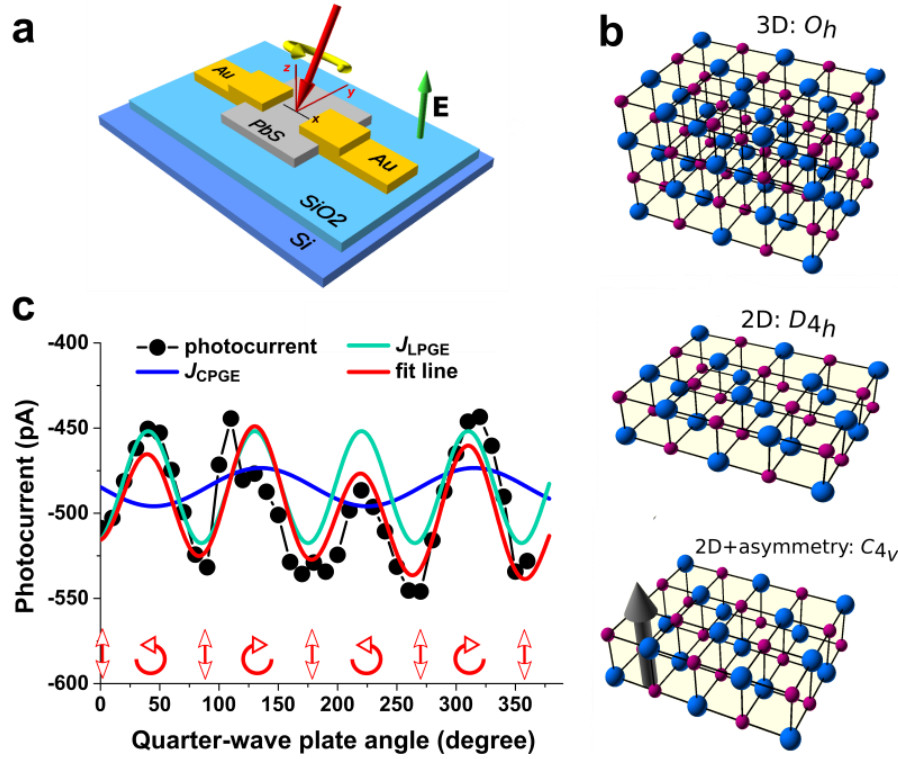 a
z
y
x
Au
PbS
Au
E
SiO2
Si
b
3D: Oh
2D: D4h
2D+asymmetry: C4v
c
photocurrent
JLPGE
JCPGE
fit line
Photocurrent (pA)
-400
-450
-500
-550
-600
0 50 100 150 200 250 300 350
Quarter-wave plate angle (degree)